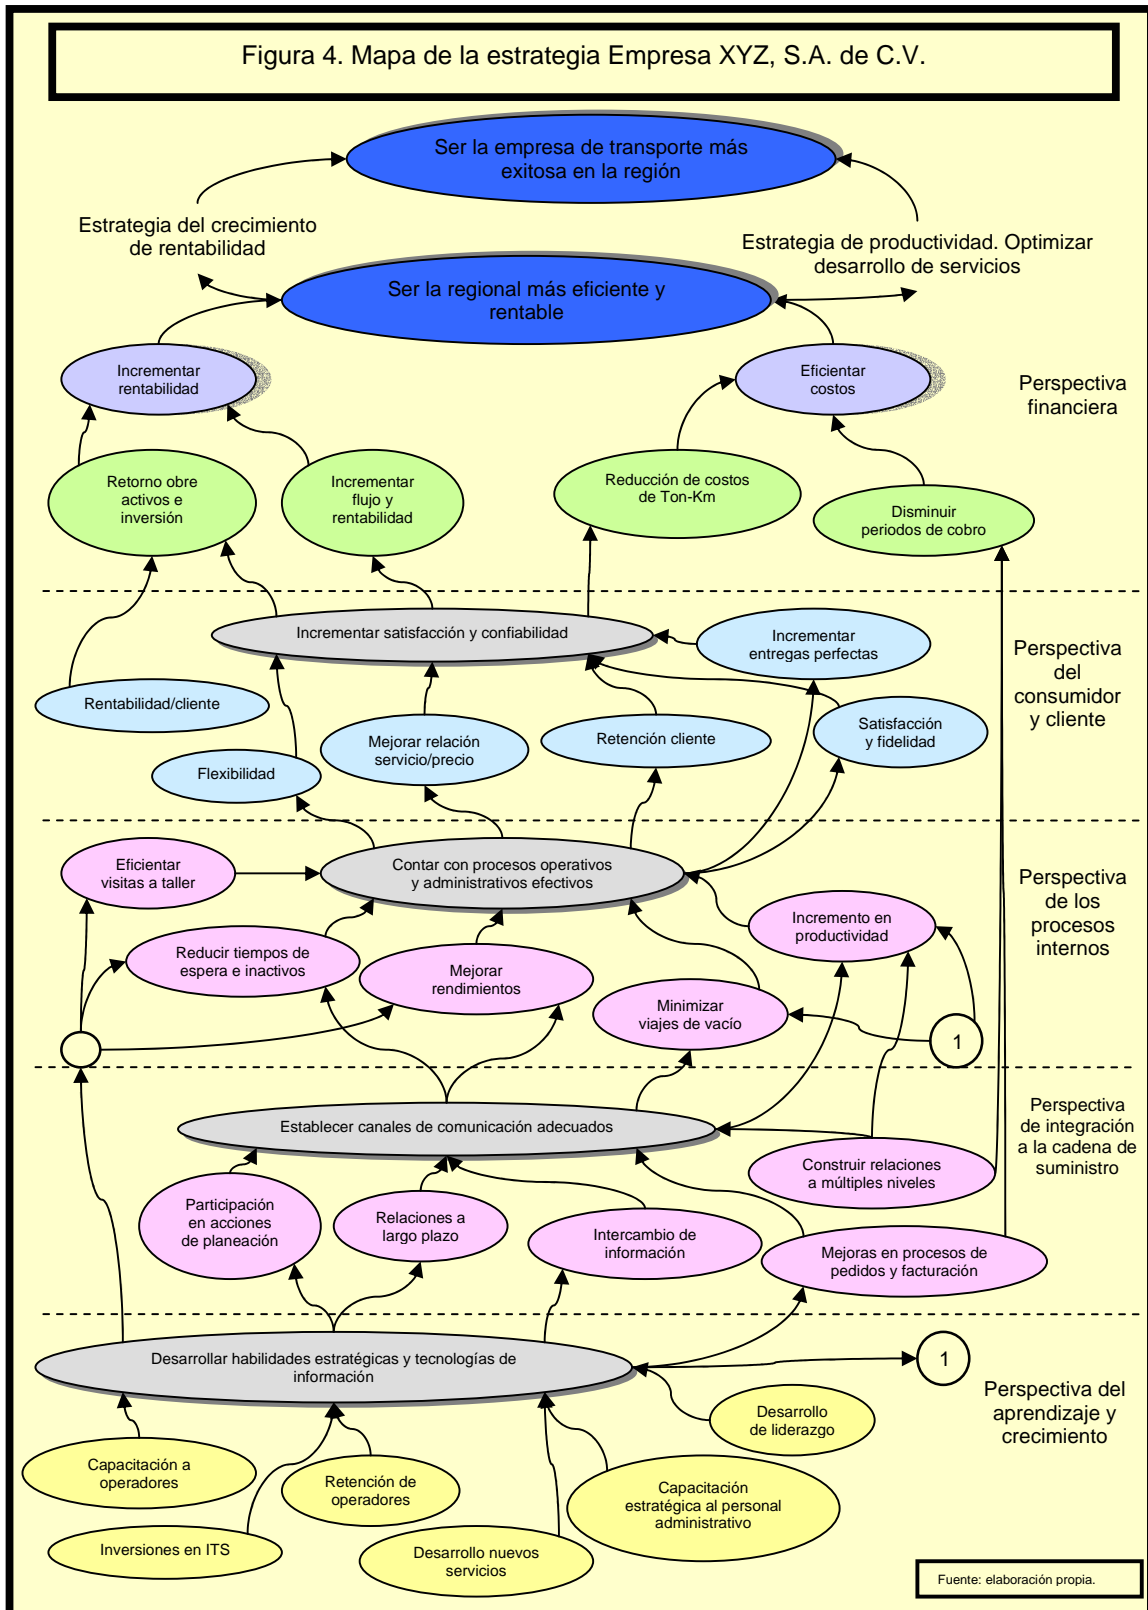 Figura 4. Mapa de la estrategia Empresa XYZ, S.A. de C.V.
Ser la empresa de transporte más
exitosa en la región
Estrategia del crecimiento
de rentabilidad
Estrategia de productividad. Optimizar
desarrollo de servicios
Ser la regional más eficiente y
rentable
Incrementar
rentabilidad
Eficientar
costos
Perspectiva
financiera
Retorno obre
activos e
inversión
Incrementar
flujo y
rentabilidad
Reducción de costos
de Ton-Km
Disminuir
periodos de cobro
Incrementar satisfacción y confiabilidad
Incrementar
entregas perfectas
Perspectiva
del
consumidor
y cliente
Rentabilidad/cliente
Flexibilidad
Mejorar relación
servicio/precio
Retención cliente
Satisfacción
y fidelidad
Eficientar
visitas a taller
Contar con procesos operativos
y administrativos efectivos
Perspectiva
de los
procesos
internos
Incremento en
productividad
Reducir tiempos de
espera e inactivos
Mejorar
rendimientos
Minimizar
viajes de vacío
1
Establecer canales de comunicación adecuados
Perspectiva
de integración
a la cadena de
suministro
Construir relaciones
a múltiples niveles
Participación
en acciones
de planeación
Relaciones a
largo plazo
Intercambio de
información
Mejoras en procesos de
pedidos y facturación
Desarrollar habilidades estratégicas y tecnologías de
información
1
Perspectiva del
aprendizaje y
crecimiento
Desarrollo
de liderazgo
Capacitación a
operadores
Retención de
operadores
Capacitación
estratégica al personal
administrativo
Inversiones en ITS
Desarrollo nuevos
servicios
Fuente: elaboración propia.